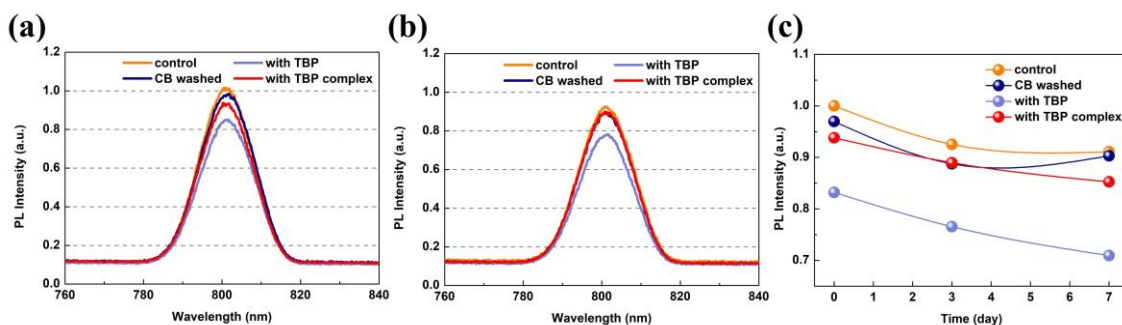 (a)
control
with TBP
CB washed
with TBP complex
PL Intensity (a.u.)
1.2
1.0
0.8
0.6
0.4
0.2
0.0
760 780 800 820 840
Wavelength (nm)
(b)
control
with TBP
CB washed
with TBP complex
PL Intensity (a.u.)
1.2
1.0
0.8
0.6
0.4
0.2
0.0
760 780 800 820 840
Wavelength (nm)
(c)
control
CB washed
with TBP
with TBP complex
PL Intensity (a.u.)
1.1
1.0
0.9
0.8
0.7
0 1 2 3 4 5 6 7
Time (day)